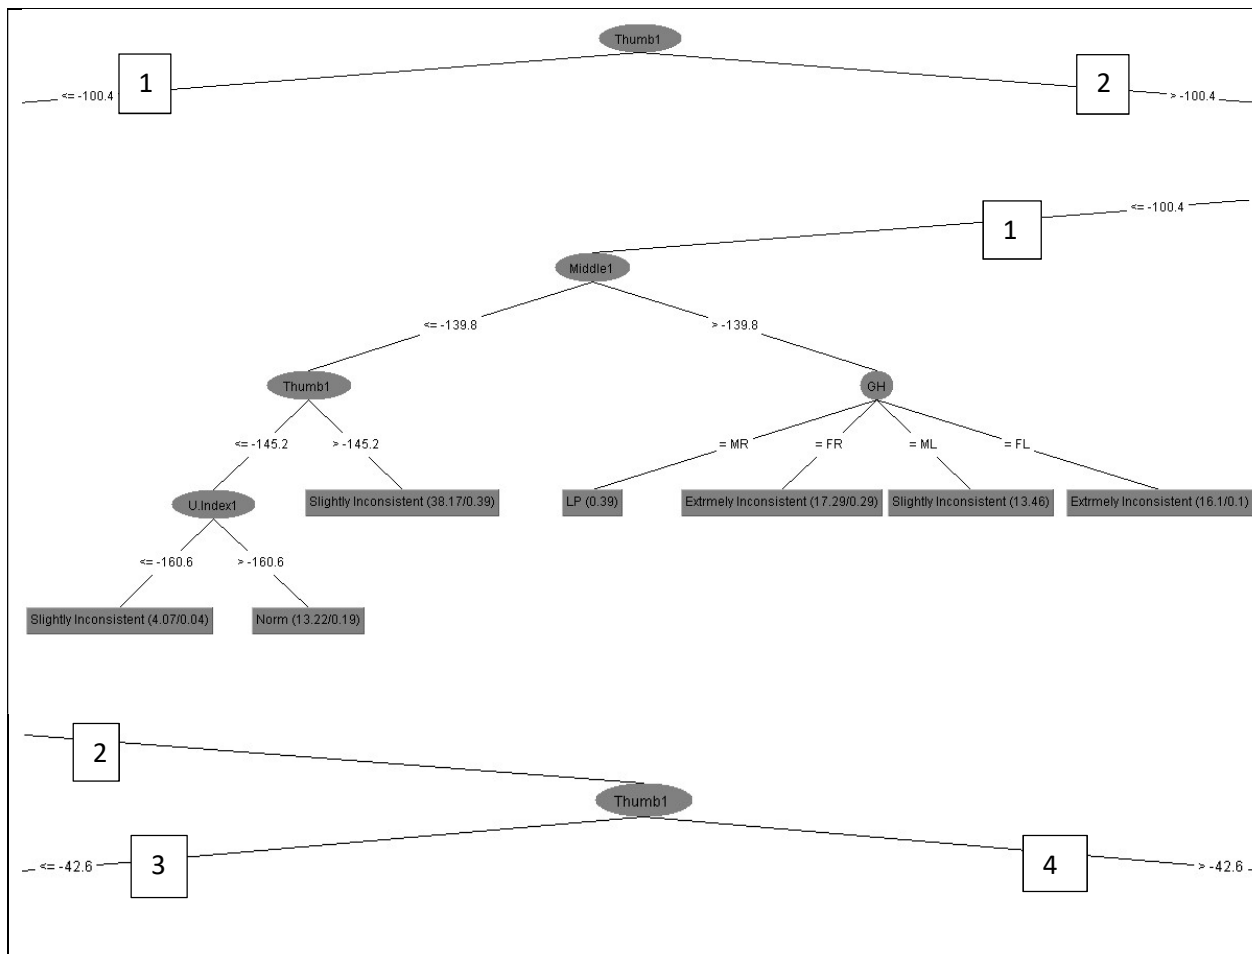 Thumb1
1
2
<= -100.4
> -100.4
<= -100.4
1
Middle1
<= -139.8
> -139.8
Thumb1
GH
<= -145.2
> -145.2
= MR
= FR
= ML
= FL
U.Index1
Slightly Inconsistent (38.17/0.39)
LP (0.39)
Extrmely Inconsistent (17.29/0.29)
Slightly Inconsistent (13.46)
Extrmely Inconsistent (16.1/0.1)
<= -160.6
> -160.6
Slightly Inconsistent (4.07/0.04)
Norm (13.22/0.19)
2
Thumb1
3
4
<= -42.6
> -42.6